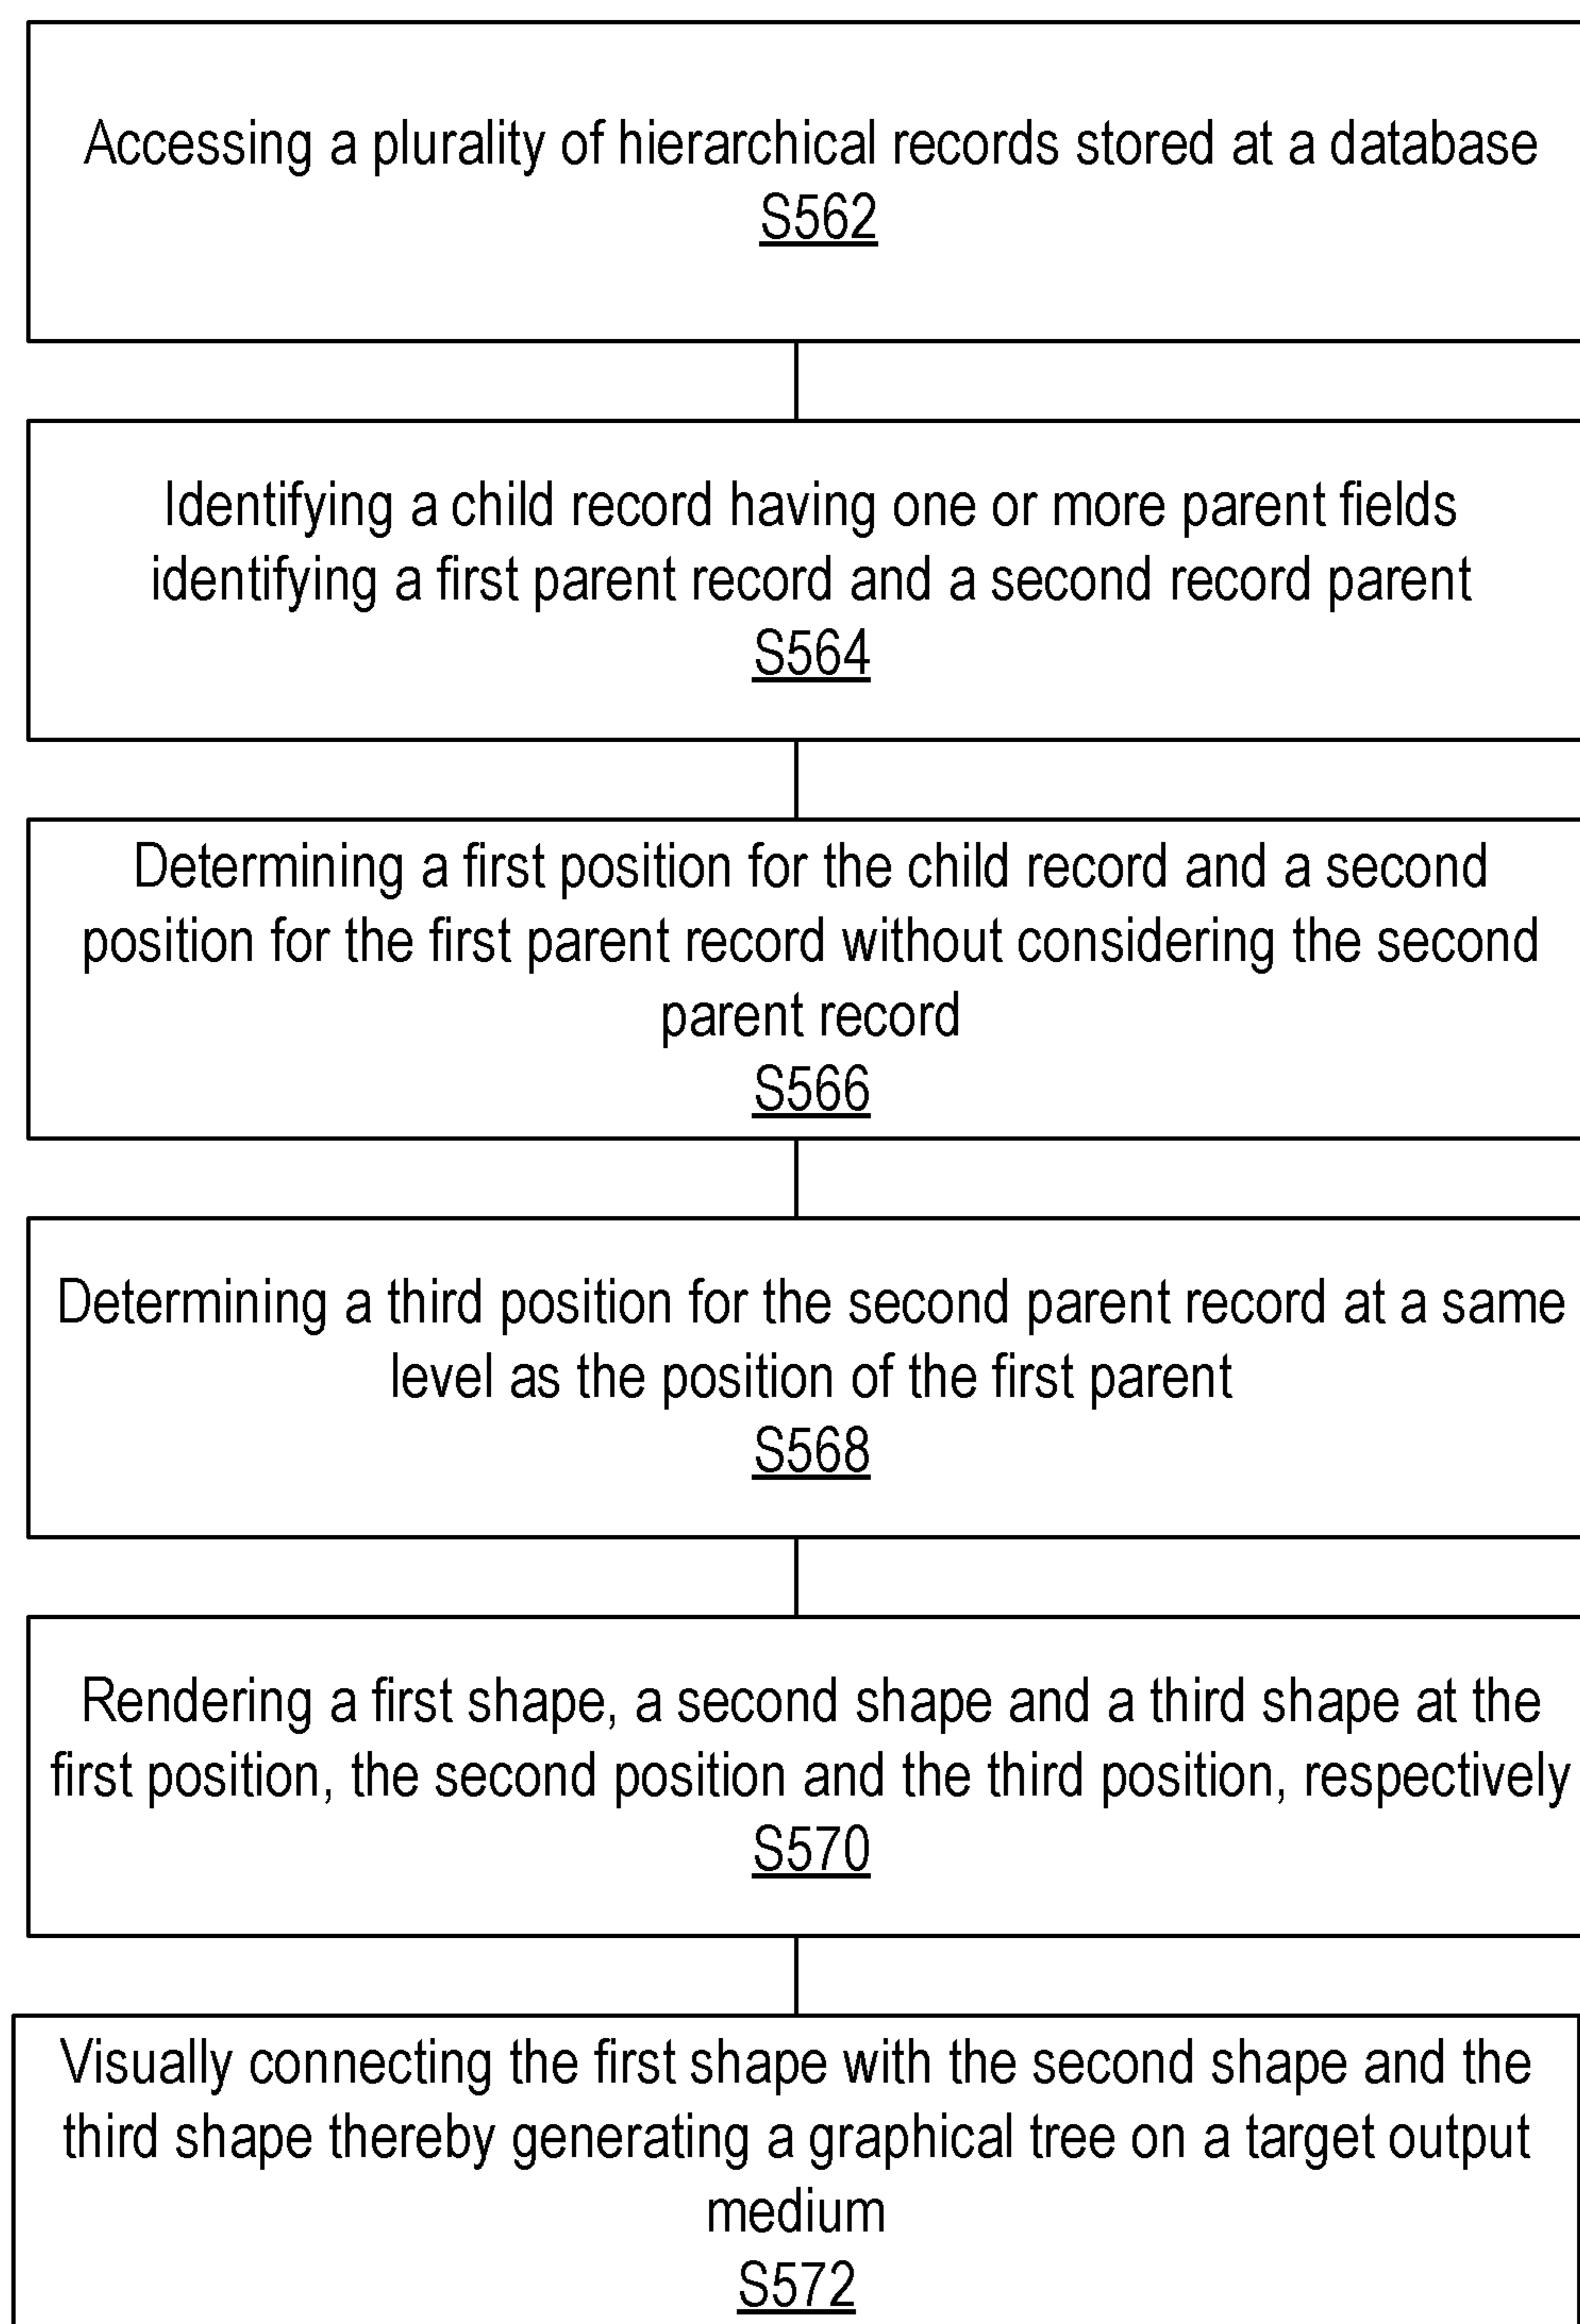 Accessing a plurality of hierarchical records stored at a database
S562
Identifying a child record having one or more parent fields
identifying a first parent record and a second record parent
S564
Determining a first position for the child record and a second
position for the first parent record without considering the second
parent record
S566
Determining a third position for the second parent record at a same
level as the position of the first parent
S568
Rendering a first shape, a second shape and a third shape at the
first position, the second position and the third position, respectively
S570
Visually connecting the first shape with the second shape and the
third shape thereby generating a graphical tree on a target output
medium
S572